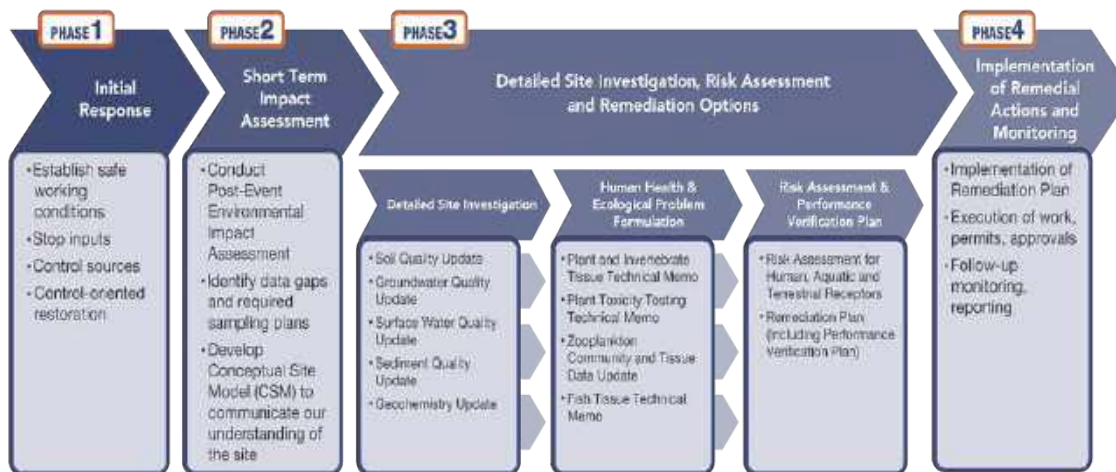 PHASE1
Initial
Response
• Establish safe
working
conditions
• Stop inputs
• Control sources
• Control-oriented
restoration
PHASE2
Short Term
Impact
Assessment
• Conduct
Post-Event
Environmental
Impact
Assessment
• Identify data gaps
and required
sampling plans
• Develop
Conceptual Site
Model (CSM) to
communicate our
understanding of
the site
PHASE3
Detailed Site Investigation, Risk Assessment
and Remediation Options
Detailed Site Investigation
• Soil Quality Update
• Groundwater Quality
Update
• Surface Water Quality
Update
• Sediment Quality
Update
• Geochemistry Update
Human Health &
Ecological Problem
Formulation
• Plant and Invertebrate
Tissue Technical Memo
• Plant Toxicity Testing
Technical Memo
• Zooplankton
Community and Tissue
Data Update
• Fish Tissue Technical
Memo
Risk Assessment &
Performance
Verification Plan
• Risk Assessment for
Human, Aquatic and
Terrestrial Receptors
• Remediation Plan
(including Performance
Verification Plan)
PHASE4
Implementation
of Remedial
Actions and
Monitoring
• Implementation of
Remediation Plan
• Execution of work,
permits, approvals
• Follow-up
monitoring,
reporting